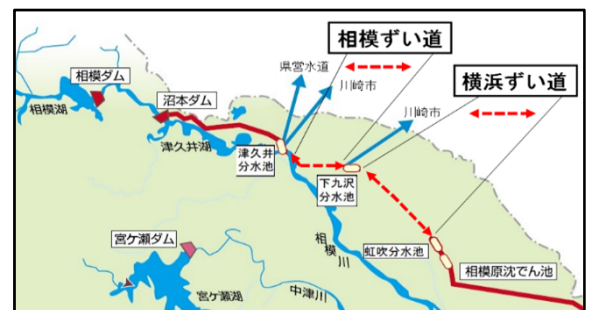 相模ずい道
横浜ずい道
県営水道
川崎市
川崎市
相模ダム
相模湖
沼本ダム
津久井湖
津久井
分水池
下九沢
分水池
相模川
虹吹分水池
相模原沈でん池
宮ケ瀬ダム
宮ケ瀬湖
中津川